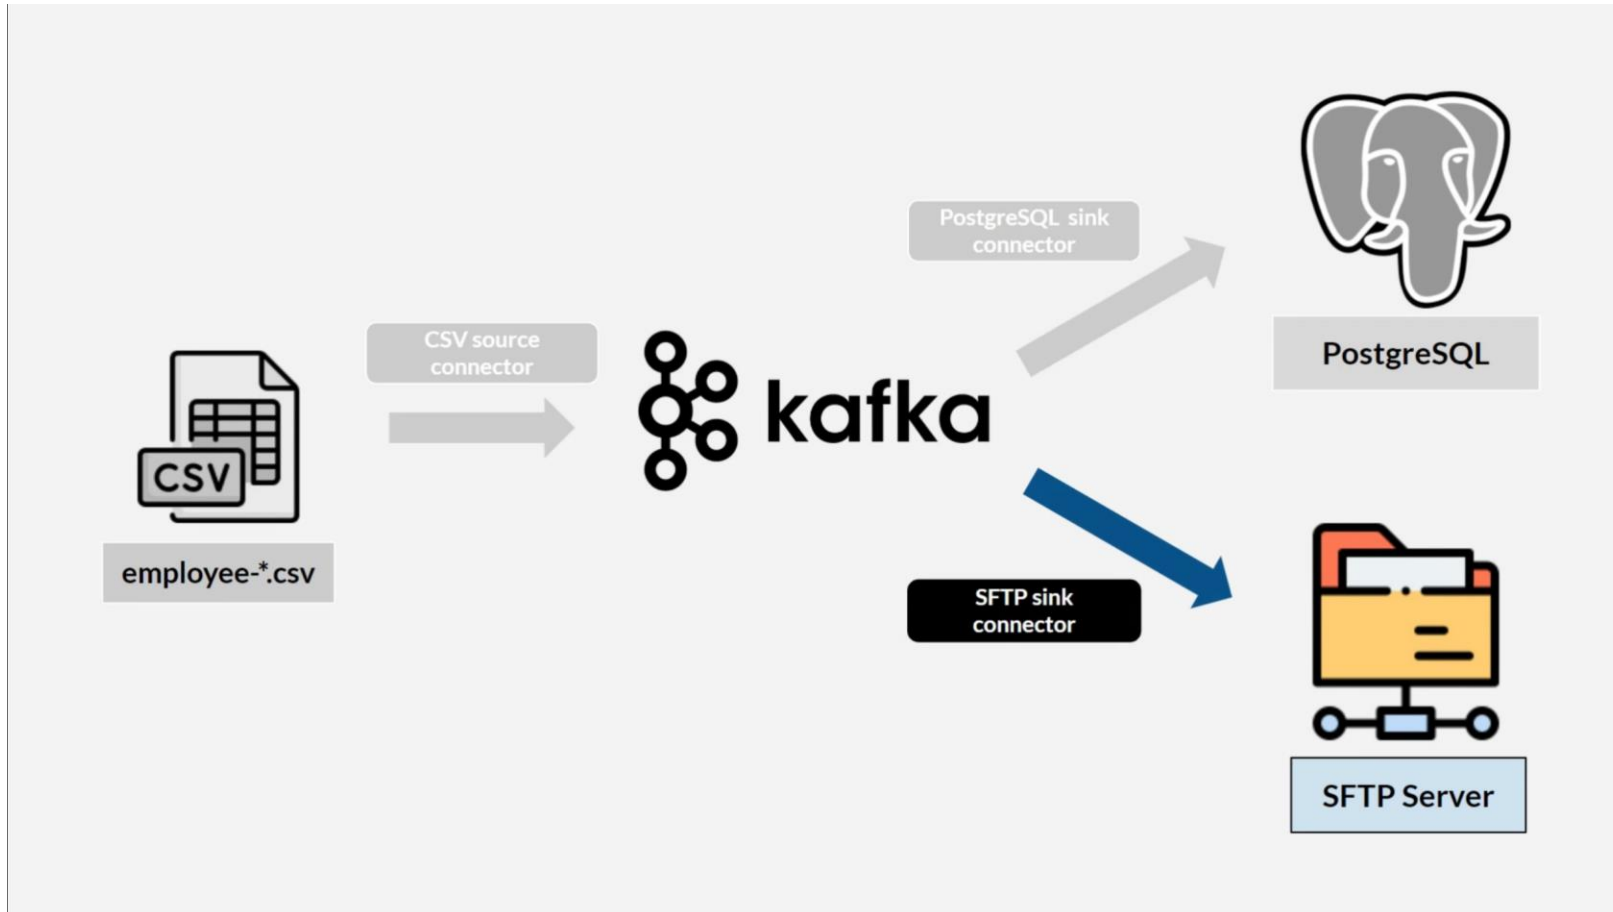 PostgreSQL sink
connector
PostgreSQL
CSV source
connector
kafka
CSV
employee-*.csv
SFTP sink
connector
SFTP Server